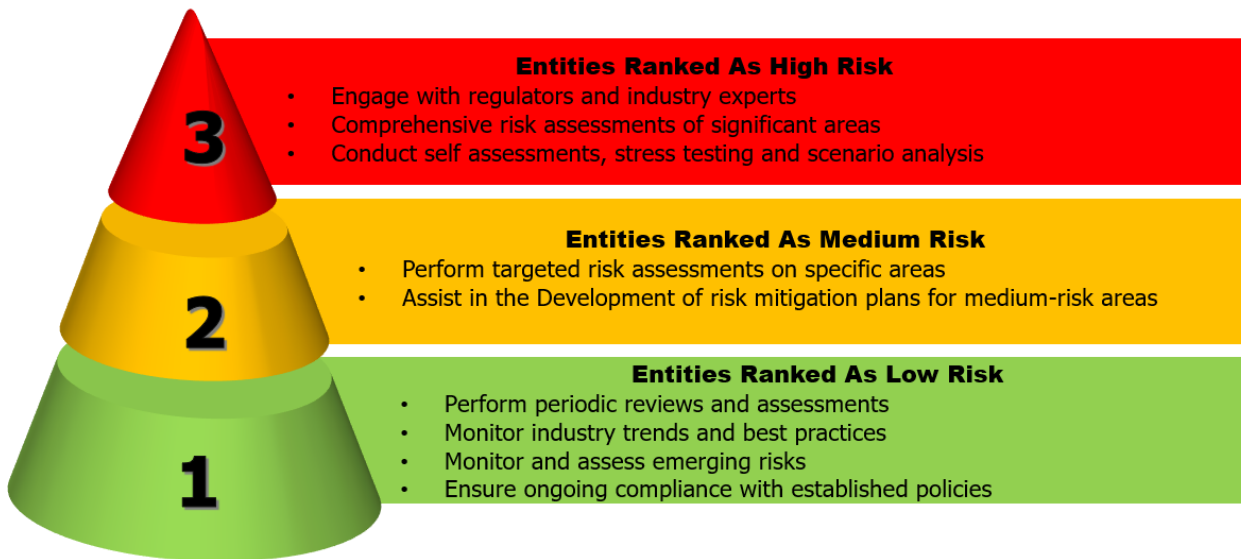 3
Entities Ranked As High Risk
• Engage with regulators and industry experts
• Comprehensive risk assessments of significant areas
• Conduct self assessments, stress testing and scenario analysis
2
Entities Ranked As Medium Risk
• Perform targeted risk assessments on specific areas
• Assist in the Development of risk mitigation plans for medium-risk areas
1
Entities Ranked As Low Risk
• Perform periodic reviews and assessments
• Monitor industry trends and best practices
• Monitor and assess emerging risks
• Ensure ongoing compliance with established policies